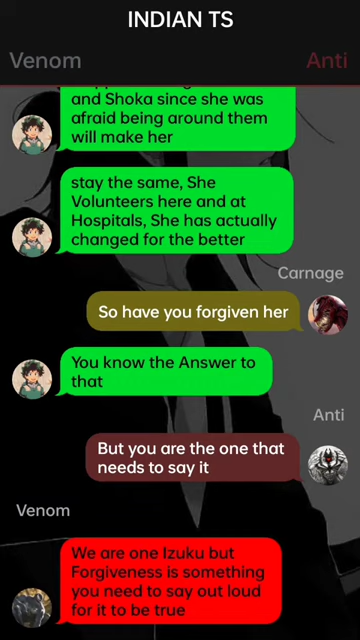 INDIAN TS
Venom
Anti
and Shoka since she was
afraid being around them
will make her
stay the same, She
Volunteers here and at
Hospitals, She has actually
changed for the better
Carnage
So have you forgiven her
You know the Answer to
that
Anti
But you are the one that
needs to say it
Venom
We are one Izuku but
Forgiveness is something
you need to say out loud
for it to be true